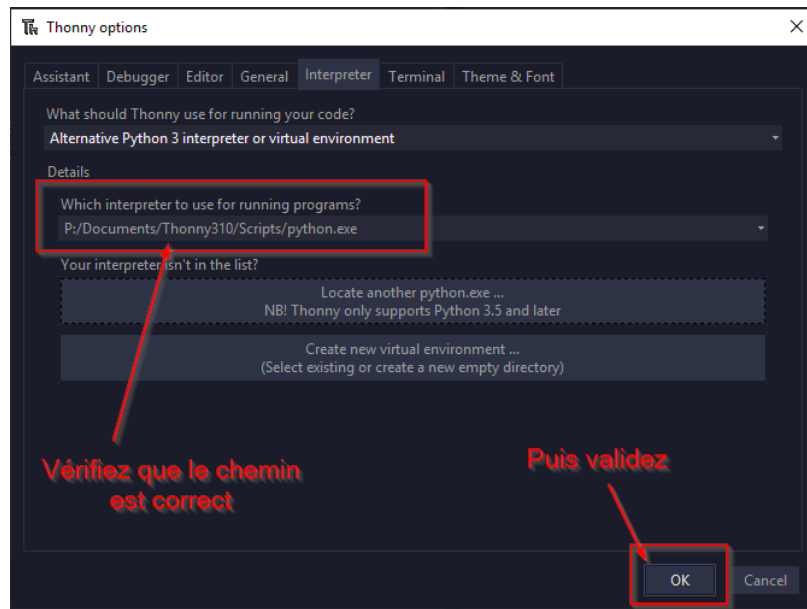 Thonny options
Assistant Debugger Editor General Interpreter Terminal Theme & Font
What should Thonny use for running your code?
Alternative Python 3 interpreter or virtual environment
Details
Which interpreter to use for running programs?
P:/Documents/Thonny310/Scripts/python.exe
Your interpreter isn't in the list?
Locate another python.exe ...
NB! Thonny only supports Python 3.5 and later
Create new virtual environment ...
(Select existing or create a new empty directory)
Vérifiez que le chemin
est correct
Puis validez
OK Cancel